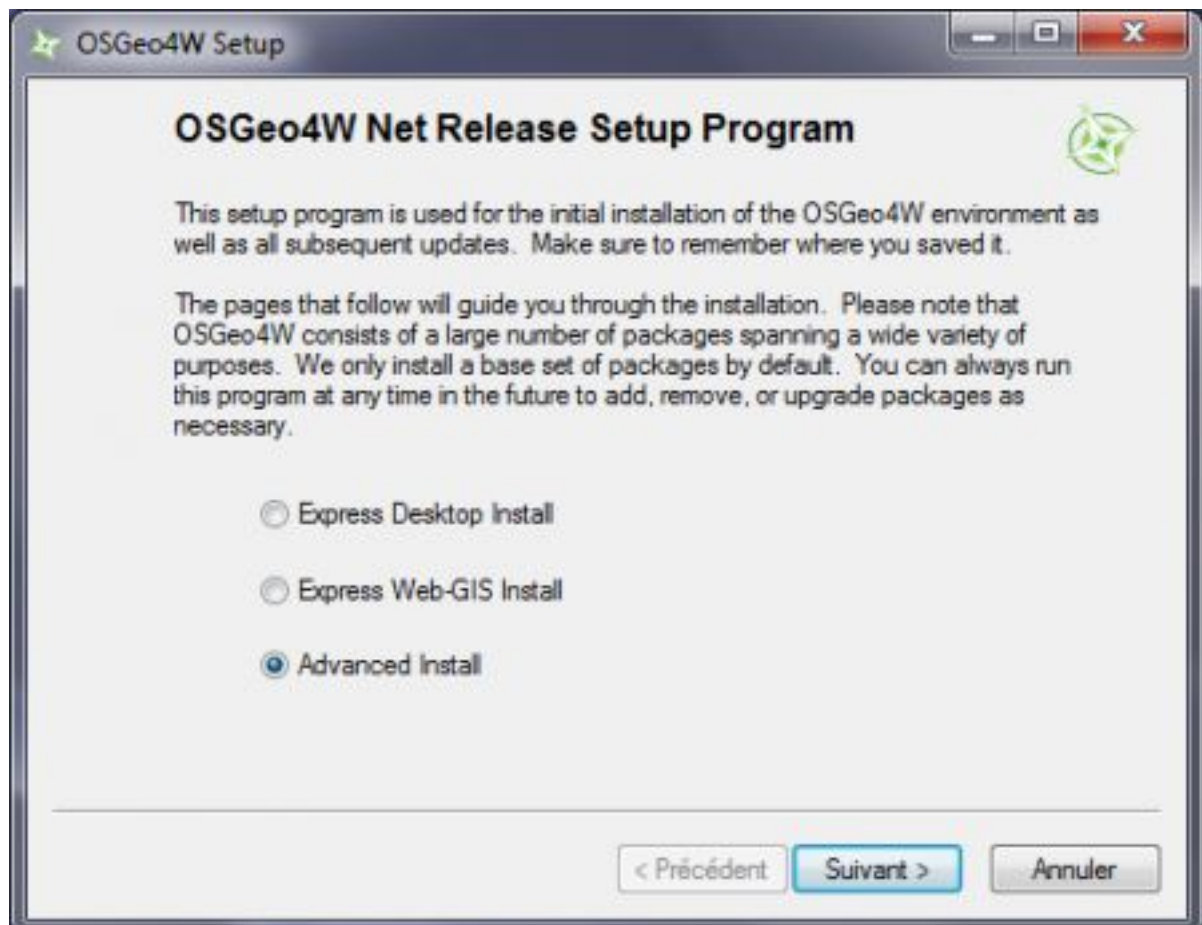 OSGeo4W Setup
OSGeo4W Net Release Setup Program
This setup program is used for the initial installation of the OSGeo4W environment as
well as all subsequent updates.  Make sure to remember where you saved it.
The pages that follow will guide you through the installation.  Please note that
OSGeo4W consists of a large number of packages spanning a wide variety of
purposes.  We only install a base set of packages by default.  You can always run
this program at any time in the future to add, remove, or upgrade packages as
necessary.
Express Desktop Install
Express Web-GIS Install
Advanced Install
< Précédent
Suivant >
Annuler